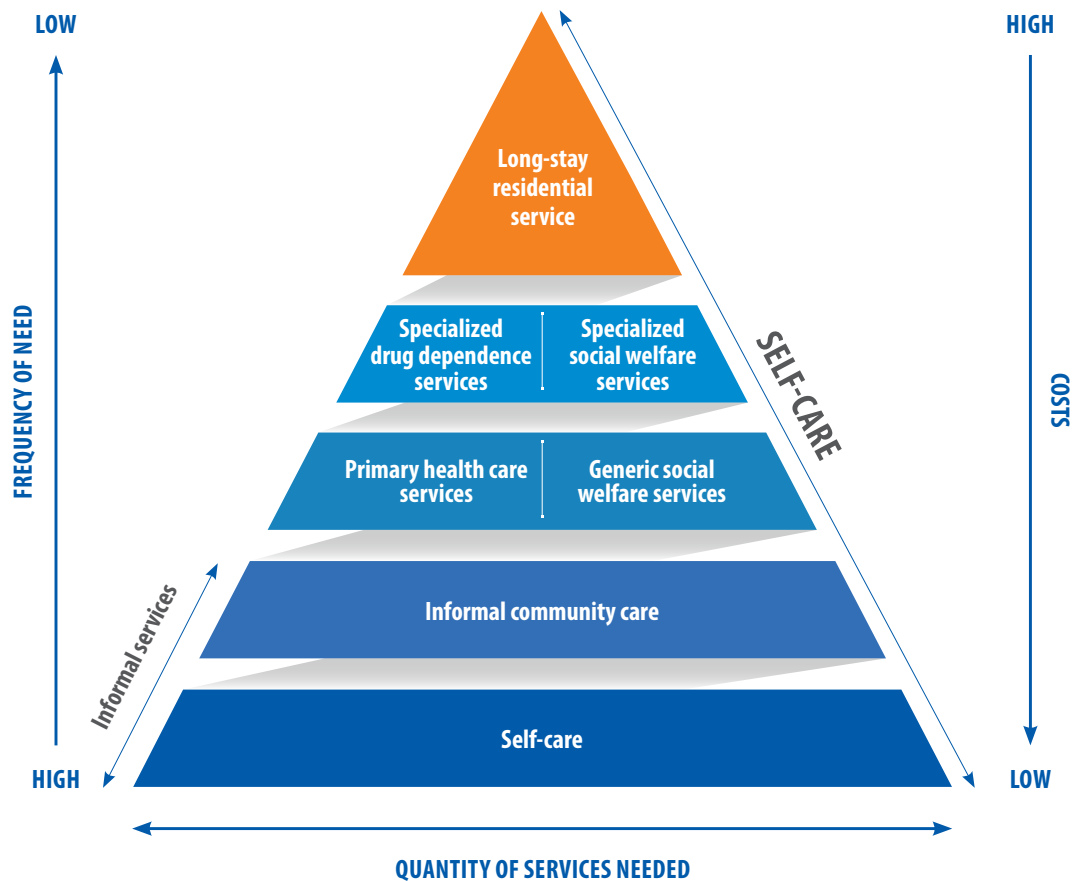 LOW
HIGH
Long-stay
residential
service
FREQUENCY OF NEED
Specialized
drug dependence
services
Specialized
social welfare
services
SELF-CARE
COSTS
Primary health care
services
Generic social
welfare services
Informal services
Informal community care
Self-care
HIGH
LOW
QUANTITY OF SERVICES NEEDED